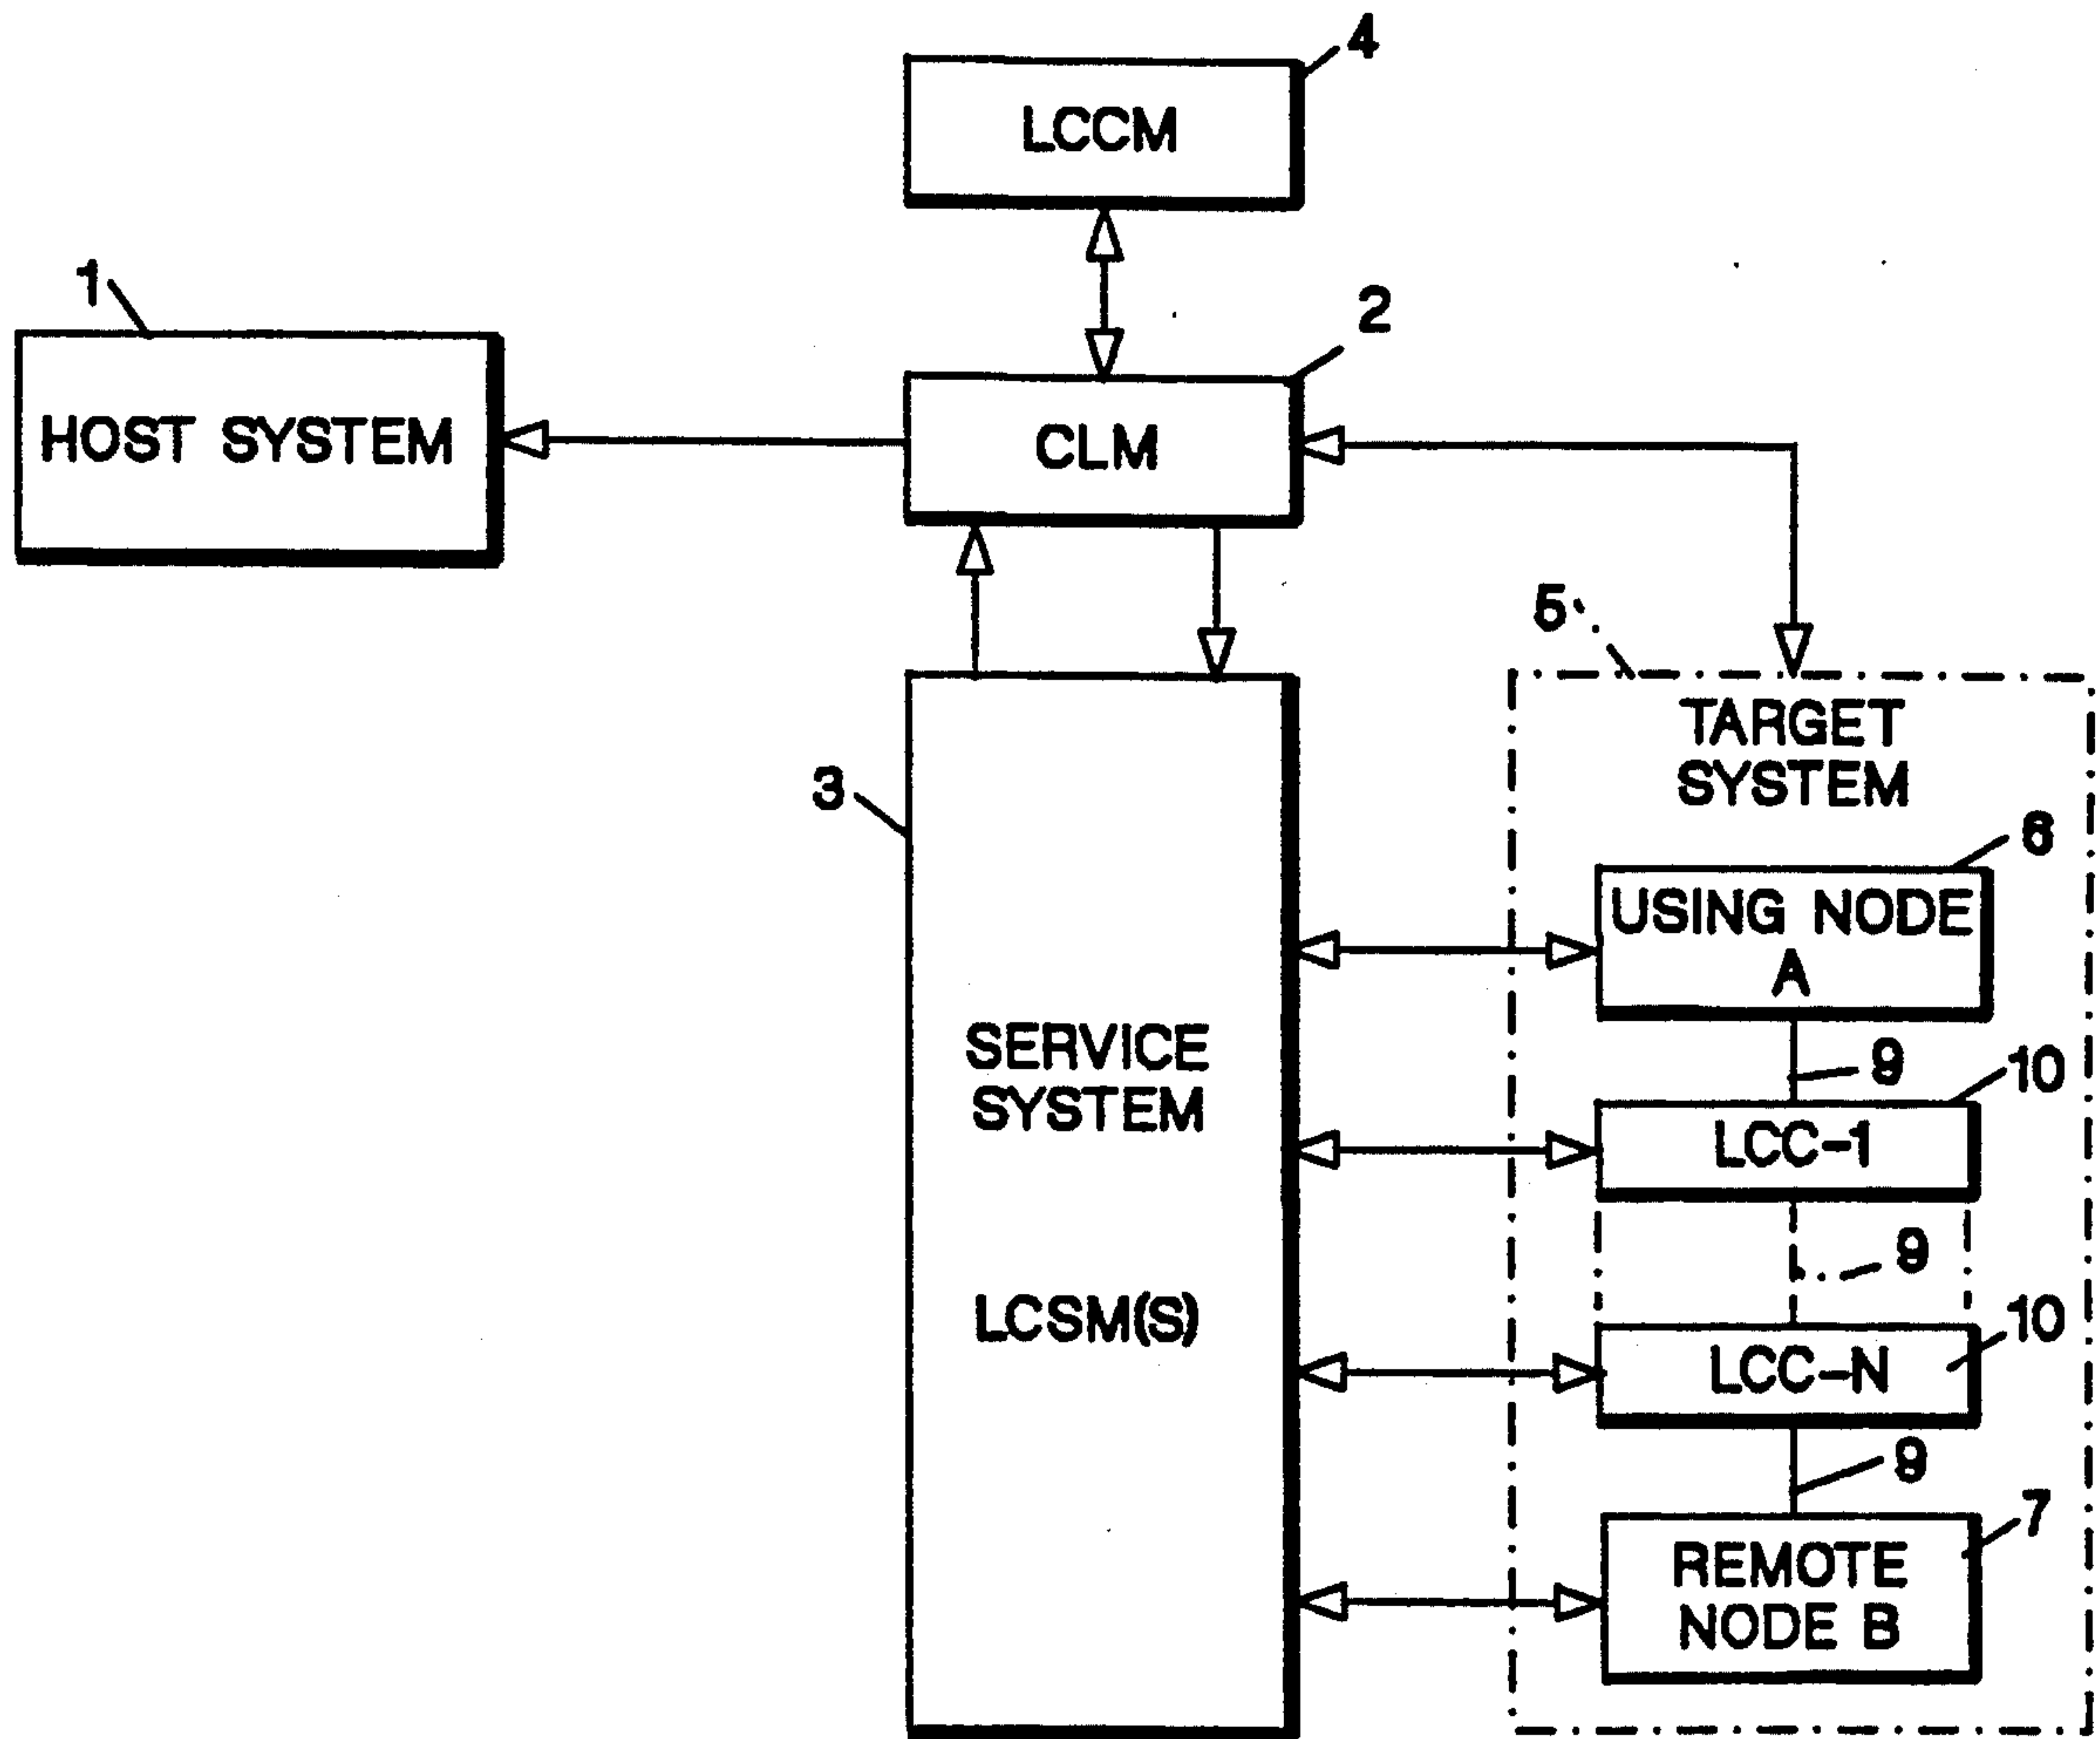 4
LCCM
1
HOST SYSTEM
2
CLM
5
TARGET
SYSTEM
3
6
USING NODE
A
SERVICE
SYSTEM
9
10
LCC-1
9
LCSM(S)
10
LCC-N
9
7
REMOTE
NODE B